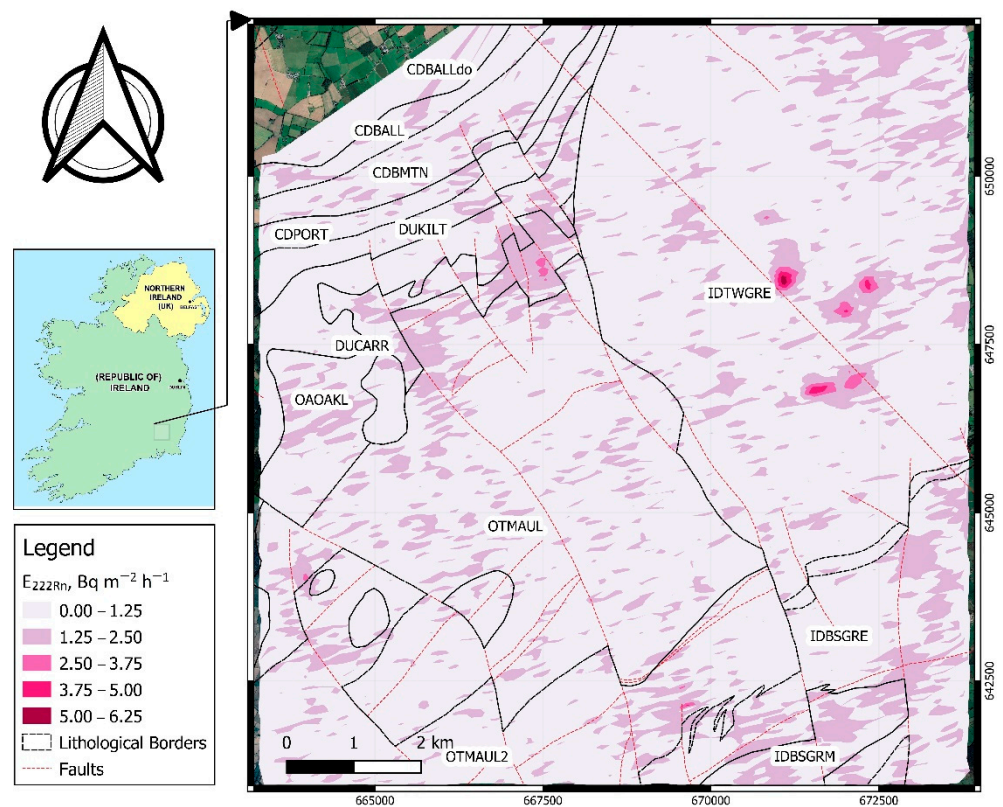 CDBALLdo
CDBALL
CDBMTN
CDPORT
DUKILT
IDTWGRE
DUCARR
OAOAKL
OTMAUL
IDBSGRE
OTMAUL2
IDBSGRM
650000
647500
645000
642500
665000
667500
670000
672500
0 1 2 km
NORTHERN
IRELAND
(UK)
BELFAST
(REPUBLIC OF)
IRELAND
DUBLIN
Legend
E222Rn, Bq m−2 h−1
0.00 – 1.25
1.25 – 2.50
2.50 – 3.75
3.75 – 5.00
5.00 – 6.25
Lithological Borders
Faults